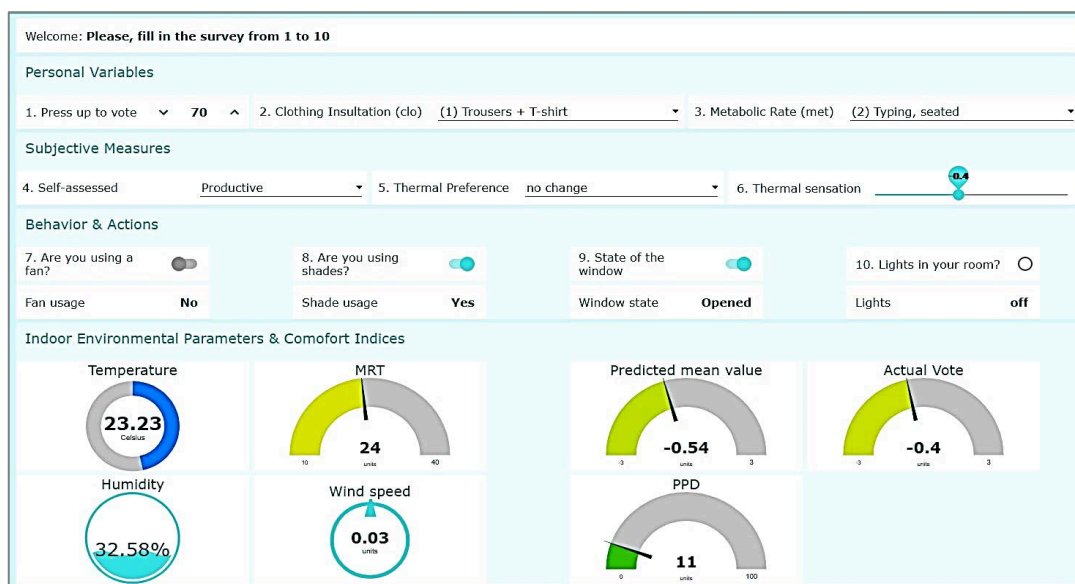 Welcome: Please, fill in the survey from 1 to 10
Personal Variables
1. Press up to vote 70 2. Clothing Insultation (clo) (1) Trousers + T-shirt 3. Metabolic Rate (met) (2) Typing, seated
Subjective Measures
4. Self-assessed Productive 5. Thermal Preference no change 6. Thermal sensation -0.4
Behavior & Actions
7. Are you using a fan? 8. Are you using shades? 9. State of the window 10. Lights in your room?
Fan usage No Shade usage Yes Window state Opened Lights off
Indoor Environmental Parameters & Comofort Indices
Temperature MRT Predicted mean value Actual Vote
23.23 Celsius 24 units 10 40 -0.54 units -3 3 -0.4 units -3 3
Humidity Wind speed PPD
32.58% 0.03 units 11 units 0 100